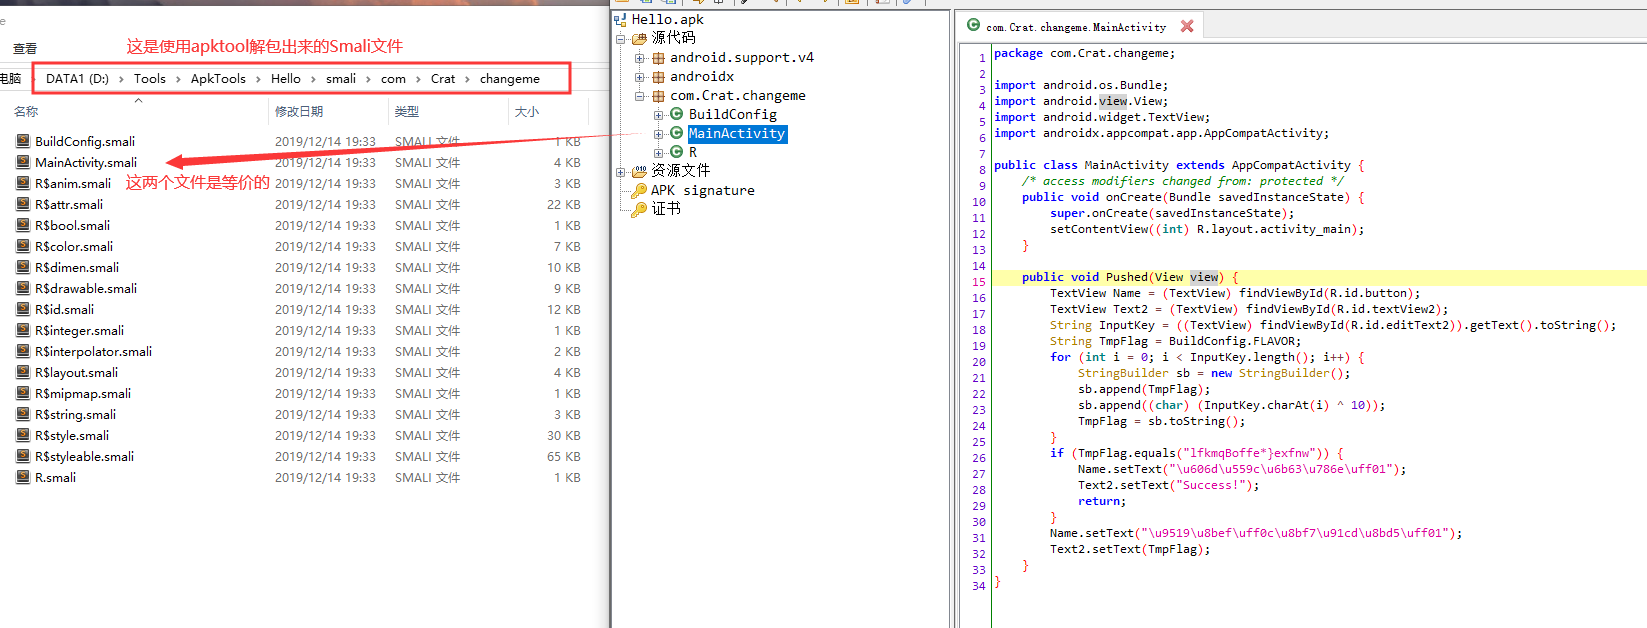 查看
这是使用apktool解包出来的Smali文件
电脑 › DATA1 (D:) › Tools › ApkTools › Hello › smali › com › Crat › changeme
名称 修改日期 类型 大小
BuildConfig.smali 2019/12/14 19:33 SMALI 文件 1 KB
MainActivity.smali 2019/12/14 19:33 SMALI 文件 4 KB
这两个文件是等价的
R$anim.smali 2019/12/14 19:33 SMALI 文件 3 KB
R$attr.smali 2019/12/14 19:33 SMALI 文件 22 KB
R$bool.smali 2019/12/14 19:33 SMALI 文件 1 KB
R$color.smali 2019/12/14 19:33 SMALI 文件 7 KB
R$dimen.smali 2019/12/14 19:33 SMALI 文件 10 KB
R$drawable.smali 2019/12/14 19:33 SMALI 文件 9 KB
R$id.smali 2019/12/14 19:33 SMALI 文件 12 KB
R$integer.smali 2019/12/14 19:33 SMALI 文件 1 KB
R$interpolator.smali 2019/12/14 19:33 SMALI 文件 2 KB
R$layout.smali 2019/12/14 19:33 SMALI 文件 4 KB
R$mipmap.smali 2019/12/14 19:33 SMALI 文件 1 KB
R$string.smali 2019/12/14 19:33 SMALI 文件 3 KB
R$style.smali 2019/12/14 19:33 SMALI 文件 30 KB
R$styleable.smali 2019/12/14 19:33 SMALI 文件 65 KB
R.smali 2019/12/14 19:33 SMALI 文件 1 KB
Hello.apk
源代码
android.support.v4
androidx
com.Crat.changeme
BuildConfig
MainActivity
R
资源文件
APK signature
证书
com.Crat.changeme.MainActivity
1 package com.Crat.changeme;
2
3 import android.os.Bundle;
4 import android.view.View;
5 import android.widget.TextView;
6 import androidx.appcompat.app.AppCompatActivity;
7
8 public class MainActivity extends AppCompatActivity {
9 /* access modifiers changed from: protected */
10 public void onCreate(Bundle savedInstanceState) {
11 super.onCreate(savedInstanceState);
12 setContentView((int) R.layout.activity_main);
13 }
14
15 public void Pushed(View view) {
16 TextView Name = (TextView) findViewById(R.id.button);
17 TextView Text2 = (TextView) findViewById(R.id.textView2);
18 String InputKey = ((TextView) findViewById(R.id.editText2)).getText().toString();
19 String TmpFlag = BuildConfig.FLAVOR;
20 for (int i = 0; i < InputKey.length(); i++) {
21 StringBuilder sb = new StringBuilder();
22 sb.append(TmpFlag);
23 sb.append((char) (InputKey.charAt(i) ^ 10));
24 TmpFlag = sb.toString();
25 }
26 if (TmpFlag.equals("lfkmqBoffe*}exfnw")) {
27 Name.setText("\u606d\u559c\u6b63\u786e\uff01");
28 Text2.setText("Success!");
29 return;
30 }
31 Name.setText("\u9519\u8bef\uff0c\u8bf7\u91cd\u8bd5\uff01");
32 Text2.setText(TmpFlag);
33 }
34 }